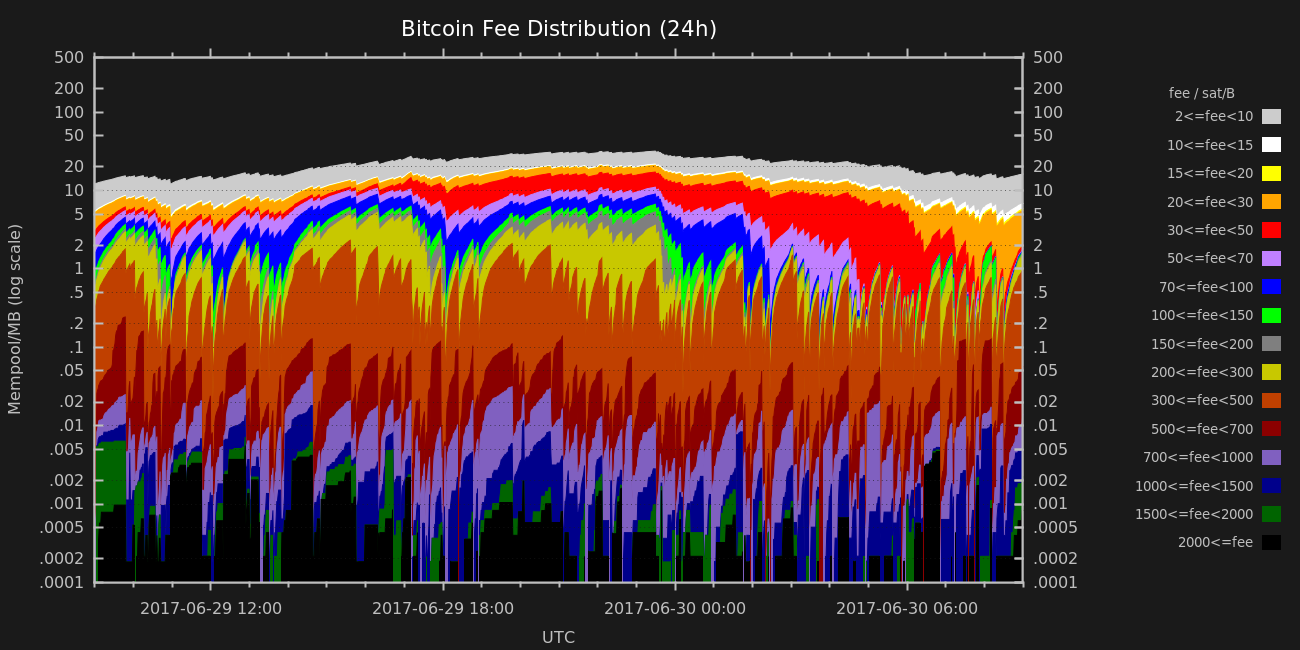 Bitcoin Fee Distribution (24h)
500
200
100
50
20
10
5
2
1
.5
.2
.1
.05
.02
.01
.005
.002
.001
.0005
.0002
.0001
Mempool/MB (log scale)
500
200
100
50
20
10
5
2
1
.5
.2
.1
.05
.02
.01
.005
.002
.001
.0005
.0002
.0001
2017-06-29 12:00
2017-06-29 18:00
2017-06-30 00:00
2017-06-30 06:00
UTC
fee / sat/B
2<=fee<10
10<=fee<15
15<=fee<20
20<=fee<30
30<=fee<50
50<=fee<70
70<=fee<100
100<=fee<150
150<=fee<200
200<=fee<300
300<=fee<500
500<=fee<700
700<=fee<1000
1000<=fee<1500
1500<=fee<2000
2000<=fee